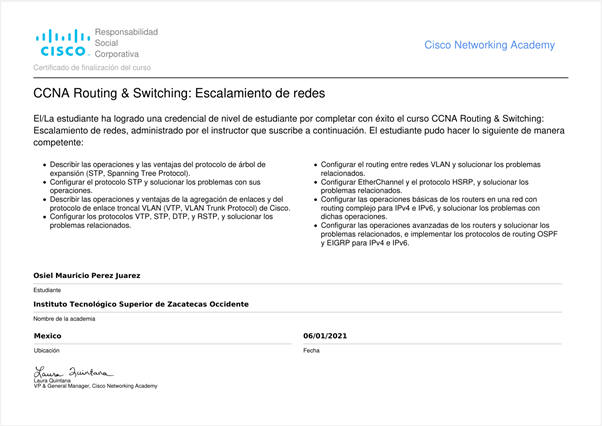 Responsabilidad
Social
Corporativa
CISCO
Cisco Networking Academy
Certificado de finalización del curso
CCNA Routing & Switching: Escalamiento de redes
El/La estudiante ha logrado una credencial de nivel de estudiante por completar con éxito el curso CCNA Routing & Switching:
Escalamiento de redes, administrado por el instructor que suscribe a continuación. El estudiante pudo hacer lo siguiente de manera
competente:
• Describir las operaciones y las ventajas del protocolo de árbol de
expansión (STP, Spanning Tree Protocol).
• Configurar el protocolo STP y solucionar los problemas con sus
operaciones.
• Describir las operaciones y ventajas de la agregación de enlaces y del
protocolo de enlace troncal VLAN (VTP, VLAN Trunk Protocol) de Cisco.
• Configurar los protocolos VTP, STP, DTP, y RSTP, y solucionar los
problemas relacionados.
• Configurar el routing entre redes VLAN y solucionar los problemas
relacionados.
• Configurar EtherChannel y el protocolo HSRP, y solucionar los
problemas relacionados.
• Configurar las operaciones básicas de los routers en una red con
routing complejo para IPv4 e IPv6, y solucionar los problemas con
dichas operaciones.
• Configurar las operaciones avanzadas de los routers y solucionar los
problemas relacionados, e implementar los protocolos de routing OSPF
y EIGRP para IPv4 e IPv6.
Osiel Mauricio Perez Juarez
Estudiante
Instituto Tecnológico Superior de Zacatecas Occidente
Nombre de la academia
Mexico
06/01/2021
Ubicación
Fecha
Laura Quintana
Laura Quintana
VP & General Manager, Cisco Networking Academy